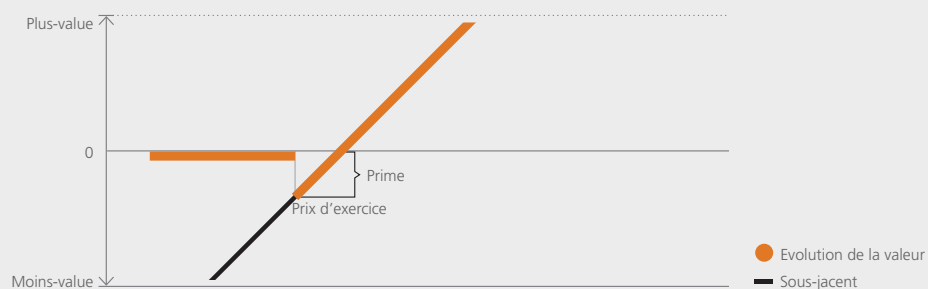 Plus-value
0
Prime
Prix d’exercice
Evolution de la valeur
Moins-value
Sous-jacent